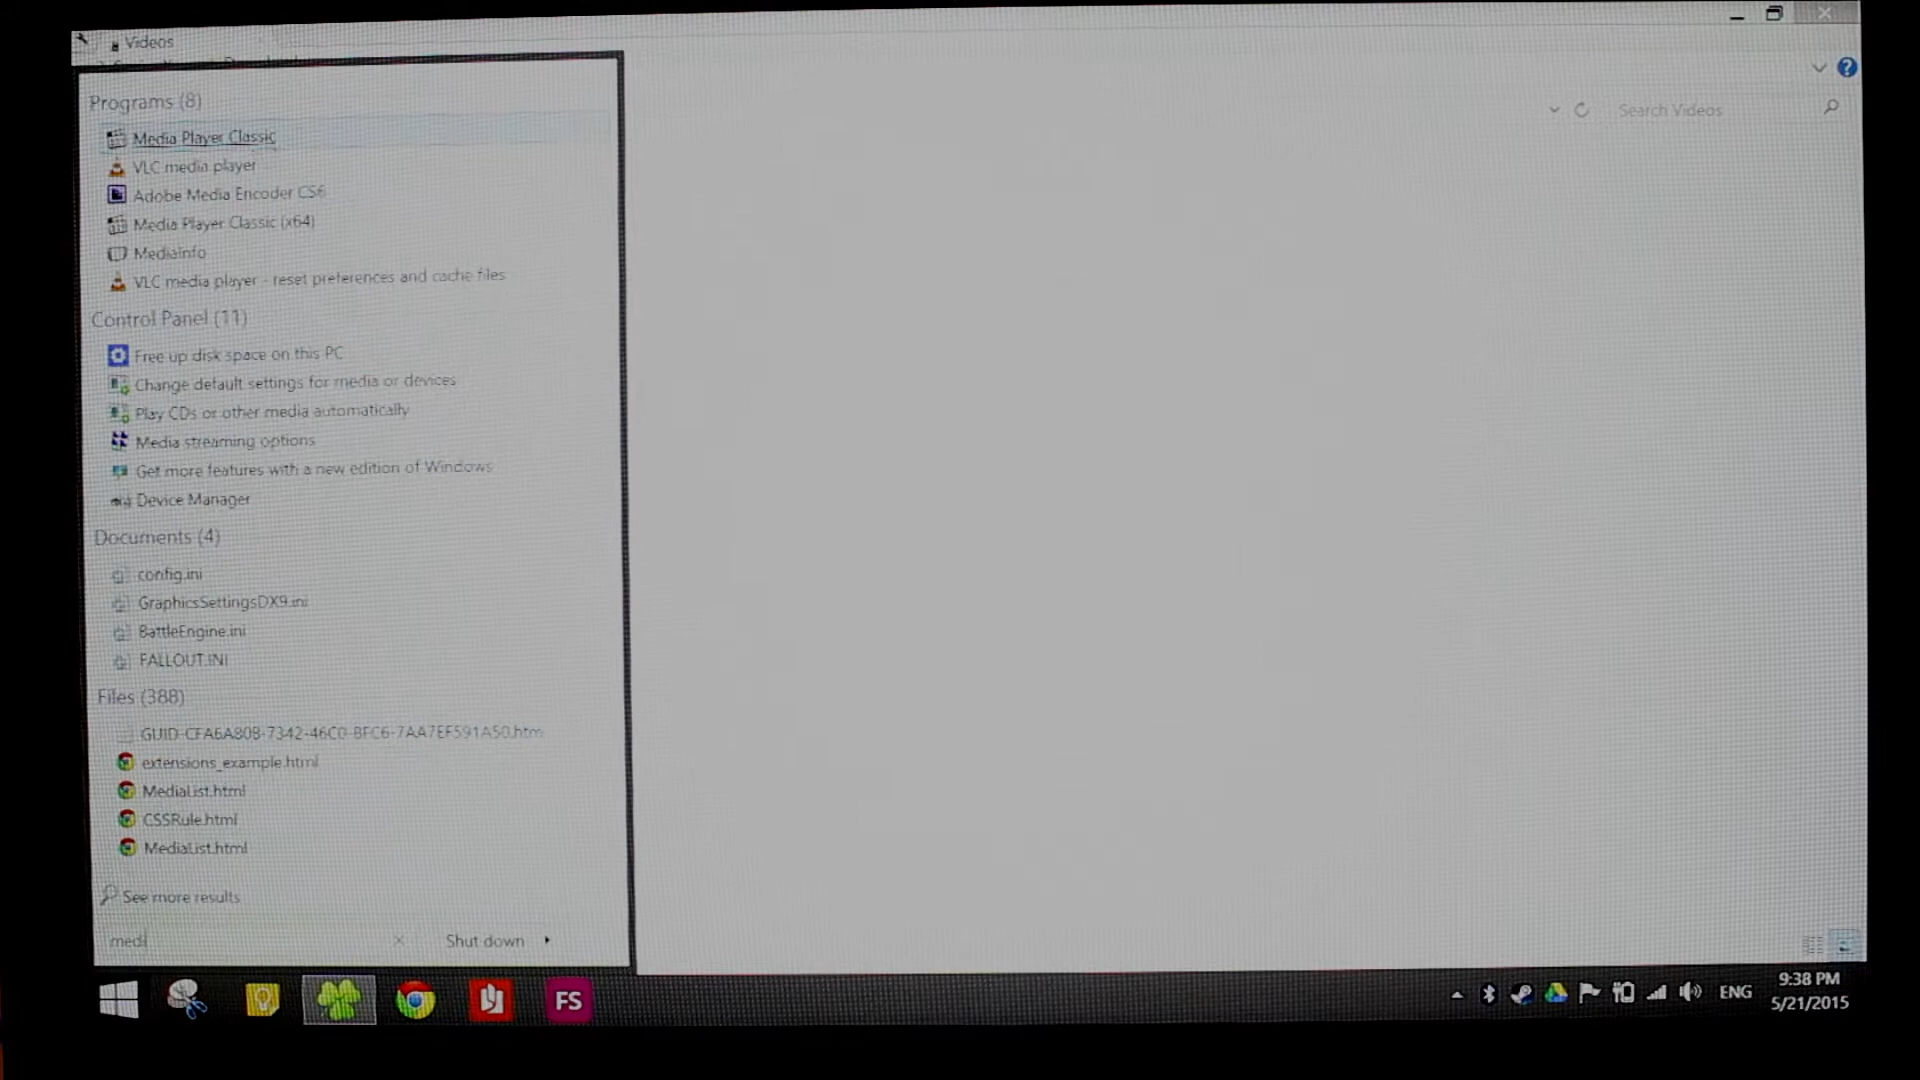 Videos
Search Videos
Programs (8)
Media Player Classic
VLC media player
Adobe Media Encoder CS6
Media Player Classic (x64)
MediaInfo
VLC media player - reset preferences and cache files
Control Panel (11)
Free up disk space on this PC
Change default settings for media or devices
Play CDs or other media automatically
Media streaming options
Get more features with a new edition of Windows
Device Manager
Documents (4)
config.ini
GraphicsSettingsDX9.ini
BattleEngine.ini
FALLOUT.INI
Files (388)
GUID-CFA6A80B-7342-46C0-BFC6-7AA7EF591A50.htm
extensions_example.html
MediaList.html
CSSRule.html
MediaList.html
See more results
medi
Shut down
FS
ENG
9:38 PM
5/21/2015